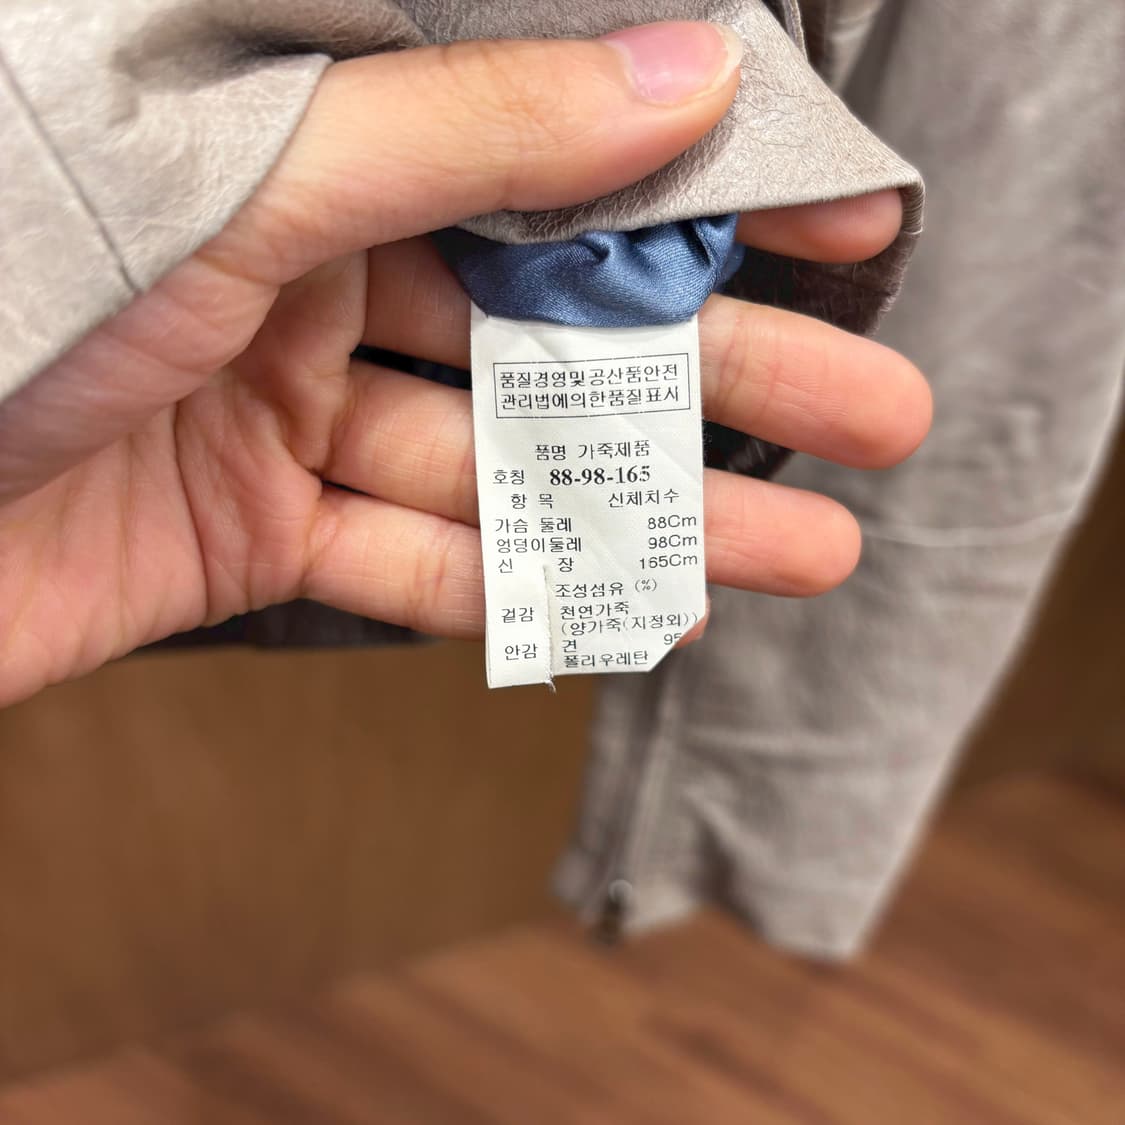 품질경영및공산품안전
관리법에의한품질표시
품명 가죽제품
호칭 88-98-165
항 목 신체치수
가슴 둘레 88Cm
엉덩이둘레 98Cm
신 장 165Cm
조성섬유 (%)
겉감 천연가죽
(양가죽(지정외))
안감 견 95
폴리우레탄